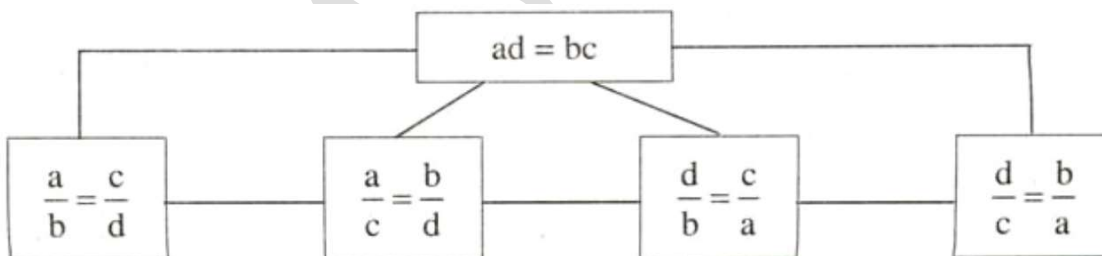 ad = bc
a/b = c/d   a/c = b/d   d/b = c/a   d/c = b/a